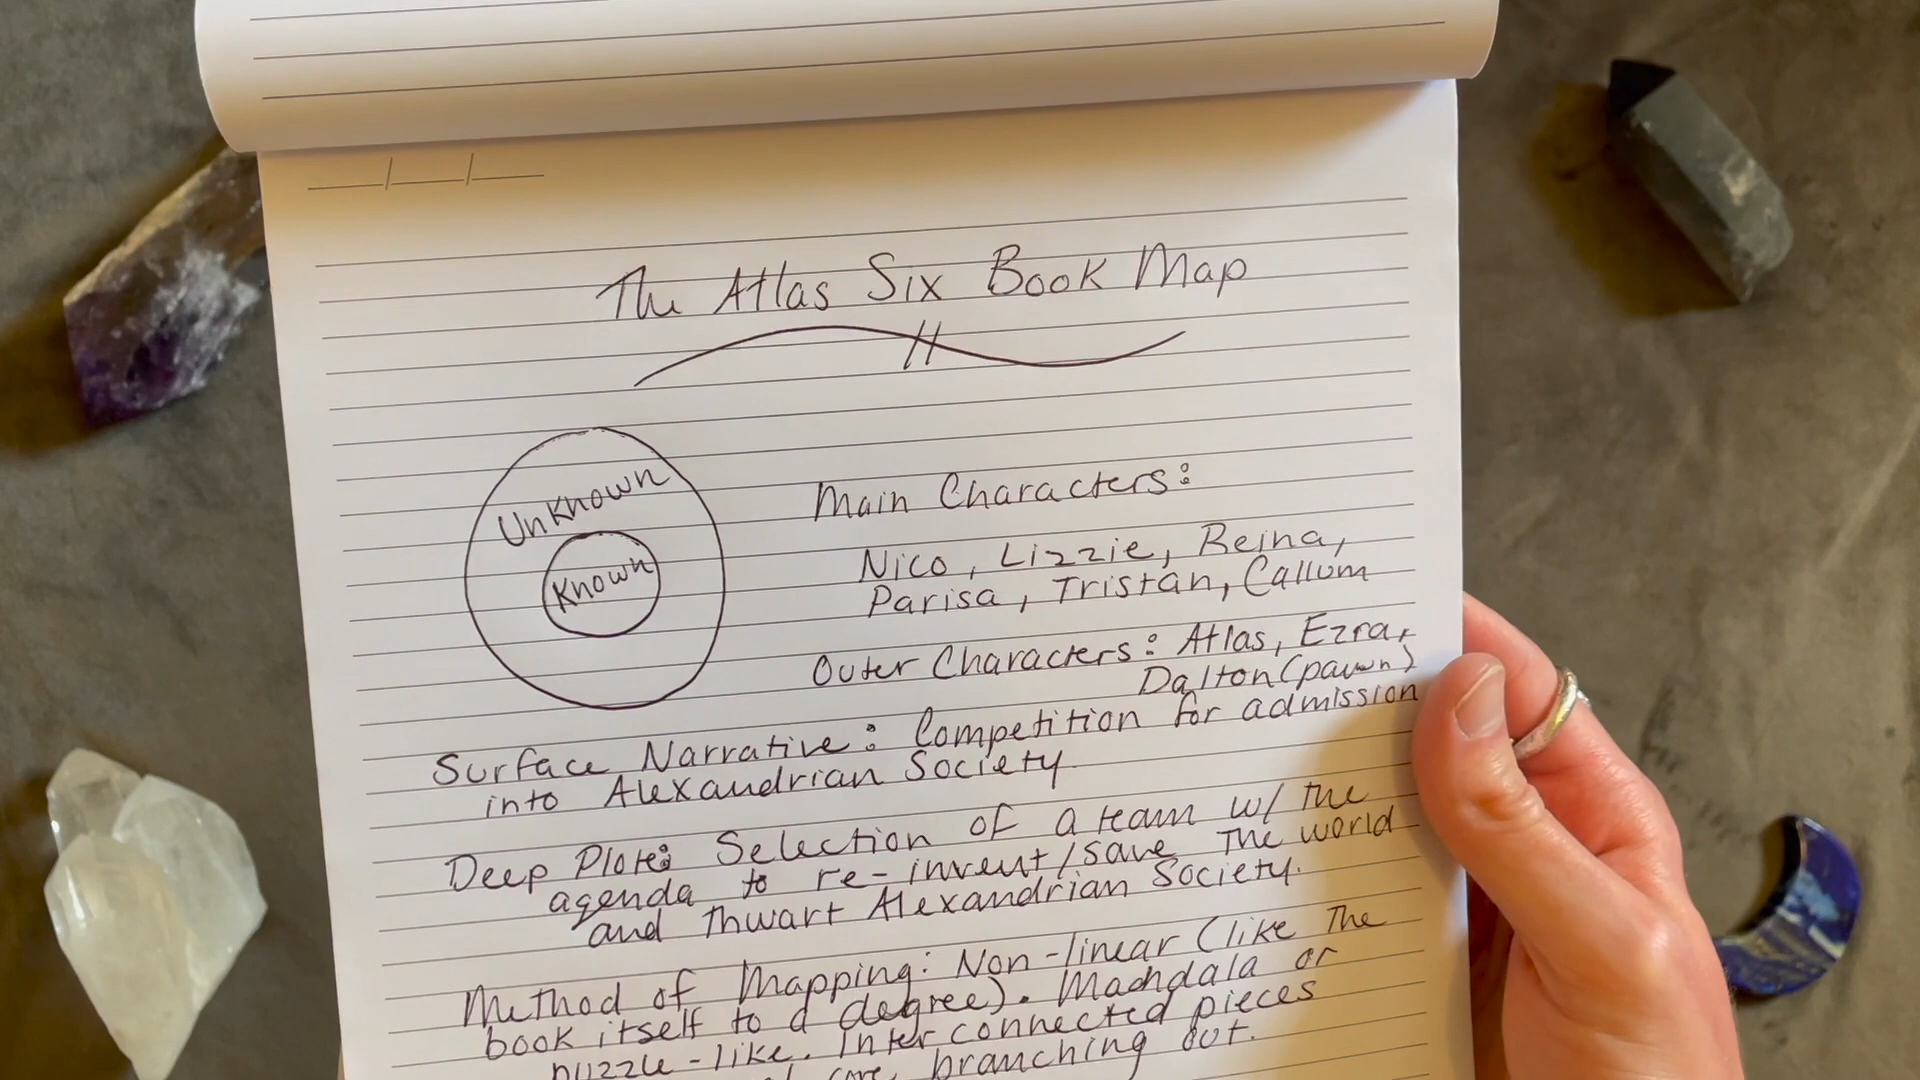 The Atlas Six Book Map
Unknown
Known
Main Characters:
Nico, Lizzie, Reina,
Parisa, Tristan, Callum
Outer Characters: Atlas, Ezra,
Dalton (pawn)
Surface Narrative: Competition for admission
into Alexandrian Society
Deep Plot: Selection of a team w/ the
agenda to re-invent/save the world
and thwart Alexandrian Society.
Method of Mapping: Non-linear (like the
book itself to a degree). Mandala or
puzzle-like. Interconnected pieces
core, branching out.